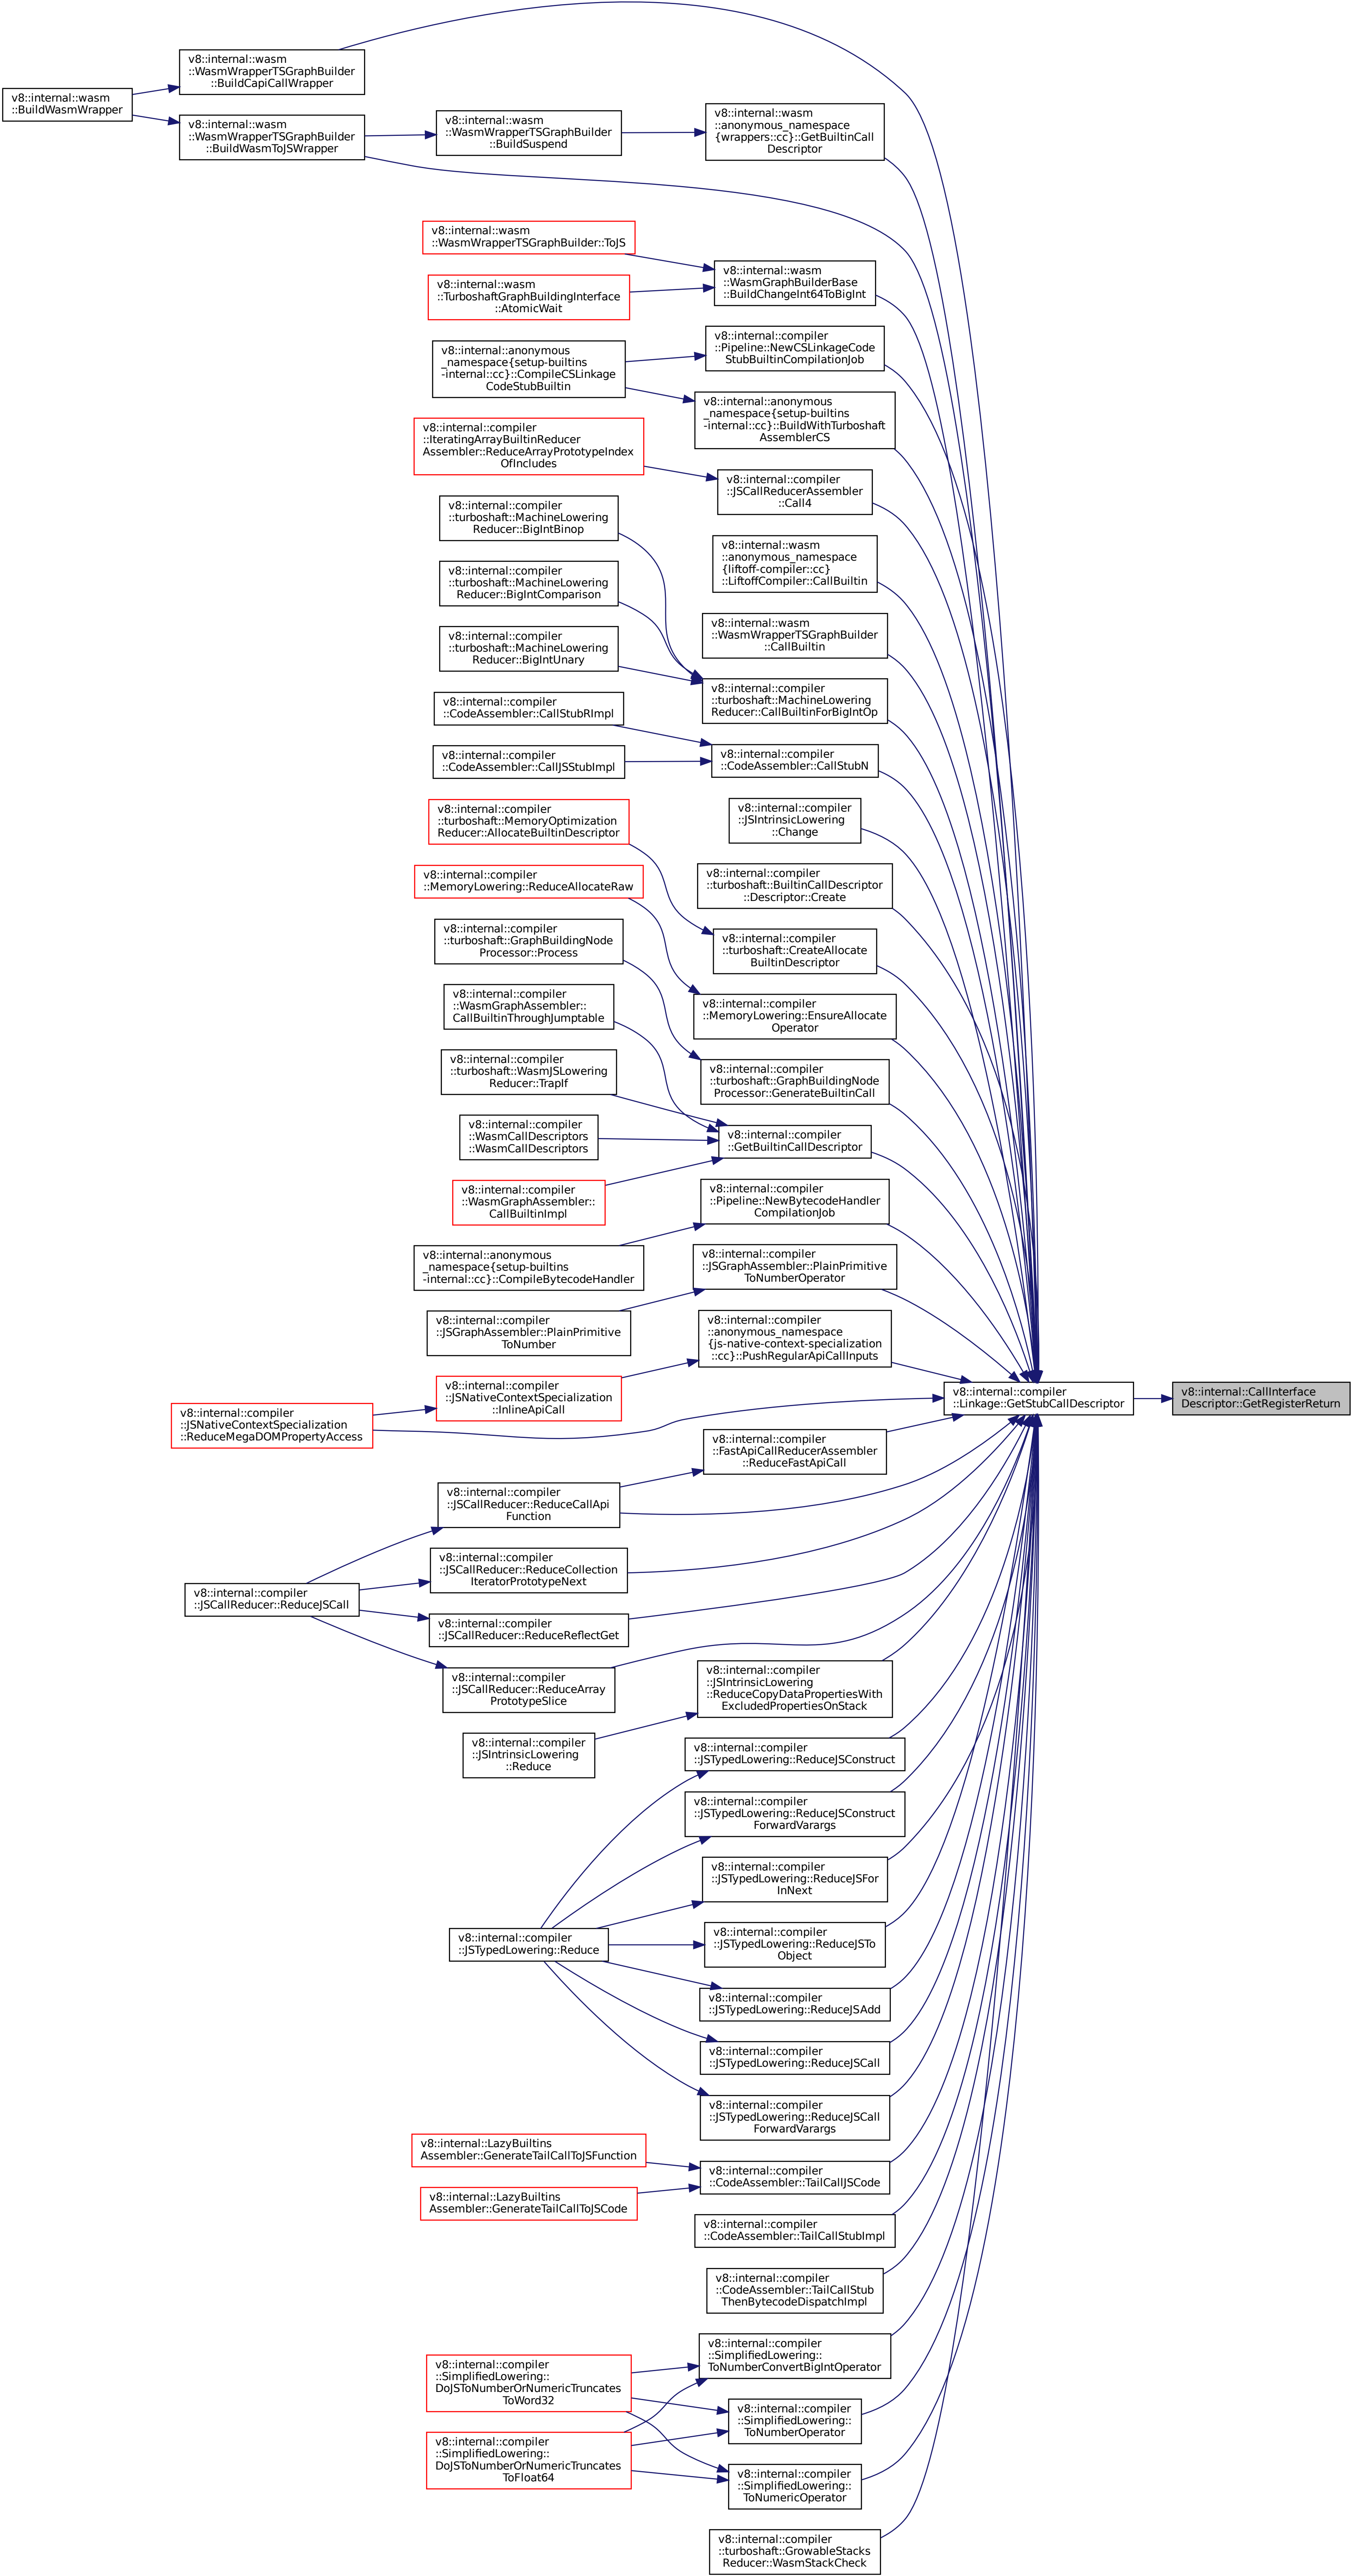 v8::internal::wasm
::WasmWrapperTSGraphBuilder
::BuildCapiCallWrapper
v8::internal::wasm
::BuildWasmWrapper
v8::internal::wasm
::WasmWrapperTSGraphBuilder
::BuildWasmToJSWrapper
v8::internal::wasm
::WasmWrapperTSGraphBuilder
::BuildSuspend
v8::internal::wasm
::anonymous_namespace
{wrappers::cc}::GetBuiltinCall
Descriptor
v8::internal::wasm
::WasmWrapperTSGraphBuilder::ToJS
v8::internal::wasm
::TurboshaftGraphBuildingInterface
::AtomicWait
v8::internal::wasm
::WasmGraphBuilderBase
::BuildChangeInt64ToBigInt
v8::internal::compiler
::Pipeline::NewCSLinkageCode
StubBuiltinCompilationJob
v8::internal::anonymous
_namespace{setup-builtins
-internal::cc}::CompileCSLinkage
CodeStubBuiltin
v8::internal::anonymous
_namespace{setup-builtins
-internal::cc}::BuildWithTurboshaft
AssemblerCS
v8::internal::compiler
::IteratingArrayBuiltinReducer
Assembler::ReduceArrayPrototypeIndex
OfIncludes
v8::internal::compiler
::JSCallReducerAssembler
::Call4
v8::internal::compiler
::turboshaft::MachineLowering
Reducer::BigIntBinop
v8::internal::wasm
::anonymous_namespace
{liftoff-compiler::cc}
::LiftoffCompiler::CallBuiltin
v8::internal::compiler
::turboshaft::MachineLowering
Reducer::BigIntComparison
v8::internal::wasm
::WasmWrapperTSGraphBuilder
::CallBuiltin
v8::internal::compiler
::turboshaft::MachineLowering
Reducer::BigIntUnary
v8::internal::compiler
::turboshaft::MachineLowering
Reducer::CallBuiltinForBigIntOp
v8::internal::compiler
::CodeAssembler::CallStubRImpl
v8::internal::compiler
::CodeAssembler::CallJSStubImpl
v8::internal::compiler
::CodeAssembler::CallStubN
v8::internal::compiler
::turboshaft::MemoryOptimization
Reducer::AllocateBuiltinDescriptor
v8::internal::compiler
::JSIntrinsicLowering
::Change
v8::internal::compiler
::MemoryLowering::ReduceAllocateRaw
v8::internal::compiler
::turboshaft::BuiltinCallDescriptor
::Descriptor::Create
v8::internal::compiler
::turboshaft::GraphBuildingNode
Processor::Process
v8::internal::compiler
::turboshaft::CreateAllocate
BuiltinDescriptor
v8::internal::compiler
::WasmGraphAssembler::
CallBuiltinThroughJumptable
v8::internal::compiler
::MemoryLowering::EnsureAllocate
Operator
v8::internal::compiler
::turboshaft::WasmJSLowering
Reducer::TrapIf
v8::internal::compiler
::turboshaft::GraphBuildingNode
Processor::GenerateBuiltinCall
v8::internal::compiler
::WasmCallDescriptors
::WasmCallDescriptors
v8::internal::compiler
::GetBuiltinCallDescriptor
v8::internal::compiler
::WasmGraphAssembler::
CallBuiltinImpl
v8::internal::compiler
::Pipeline::NewBytecodeHandler
CompilationJob
v8::internal::anonymous
_namespace{setup-builtins
-internal::cc}::CompileBytecodeHandler
v8::internal::compiler
::JSGraphAssembler::PlainPrimitive
ToNumberOperator
v8::internal::compiler
::JSGraphAssembler::PlainPrimitive
ToNumber
v8::internal::compiler
::anonymous_namespace
{js-native-context-specialization
::cc}::PushRegularApiCallInputs
v8::internal::compiler
::JSNativeContextSpecialization
::InlineApiCall
v8::internal::compiler
::JSNativeContextSpecialization
::ReduceMegaDOMPropertyAccess
v8::internal::compiler
::Linkage::GetStubCallDescriptor
v8::internal::CallInterface
Descriptor::GetRegisterReturn
v8::internal::compiler
::FastApiCallReducerAssembler
::ReduceFastApiCall
v8::internal::compiler
::JSCallReducer::ReduceCallApi
Function
v8::internal::compiler
::JSCallReducer::ReduceCollection
IteratorPrototypeNext
v8::internal::compiler
::JSCallReducer::ReduceJSCall
v8::internal::compiler
::JSCallReducer::ReduceReflectGet
v8::internal::compiler
::JSCallReducer::ReduceArray
PrototypeSlice
v8::internal::compiler
::JSIntrinsicLowering
::ReduceCopyDataPropertiesWith
ExcludedPropertiesOnStack
v8::internal::compiler
::JSIntrinsicLowering
::Reduce
v8::internal::compiler
::JSTypedLowering::ReduceJSConstruct
v8::internal::compiler
::JSTypedLowering::ReduceJSConstruct
ForwardVarargs
v8::internal::compiler
::JSTypedLowering::ReduceJSFor
InNext
v8::internal::compiler
::JSTypedLowering::Reduce
v8::internal::compiler
::JSTypedLowering::ReduceJSTo
Object
v8::internal::compiler
::JSTypedLowering::ReduceJSAdd
v8::internal::compiler
::JSTypedLowering::ReduceJSCall
v8::internal::compiler
::JSTypedLowering::ReduceJSCall
ForwardVarargs
v8::internal::LazyBuiltins
Assembler::GenerateTailCallToJSFunction
v8::internal::compiler
::CodeAssembler::TailCallJSCode
v8::internal::LazyBuiltins
Assembler::GenerateTailCallToJSCode
v8::internal::compiler
::CodeAssembler::TailCallStubImpl
v8::internal::compiler
::CodeAssembler::TailCallStub
ThenBytecodeDispatchImpl
v8::internal::compiler
::SimplifiedLowering::
ToNumberConvertBigIntOperator
v8::internal::compiler
::SimplifiedLowering::
DoJSToNumberOrNumericTruncates
ToWord32
v8::internal::compiler
::SimplifiedLowering::
ToNumberOperator
v8::internal::compiler
::SimplifiedLowering::
DoJSToNumberOrNumericTruncates
ToFloat64
v8::internal::compiler
::SimplifiedLowering::
ToNumericOperator
v8::internal::compiler
::turboshaft::GrowableStacks
Reducer::WasmStackCheck